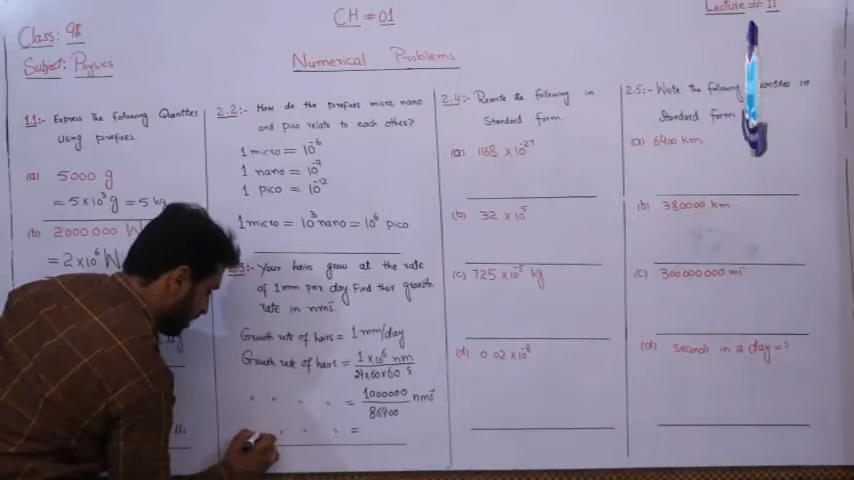 CH # 01
Lecture # 11
Class: 9th
Subject: Physics
Numerical Problems
1.1:- Express the following Quantities
using prefixes.
(a) 5000 g
= 5×10³g = 5 kg
(b) 2000000 W
= 2×10⁶ W
2.2:- How do the prefixes micro, nano
and pico relate to each other?
1 micro = 10⁻⁶
1 nano = 10⁻⁹
1 pico = 10⁻¹²
1 micro = 10³ nano = 10⁶ pico
2.3:- Your hairs grow at the rate
of 1mm per day. Find their growth
rate in nms⁻¹.
Growth rate of hairs = 1 mm/day
Growth rate of hairs = 1×10⁶ nm
24×60×60 s
" " " " = 1000000 nms⁻¹
86400
" " " =
2.4:- Rewrite the following in
Standard form.
(a) 1168 ×10⁻²⁷
(b) 32 ×10⁵
(c) 725 ×10⁻⁵ kg
(d) 0.02 ×10⁻⁸
2.5:- Write the following Quantities in
Standard form
(a) 6400 km
(b) 380000 km
(c) 300000000 ms⁻¹
(d) Seconds in a day = ?